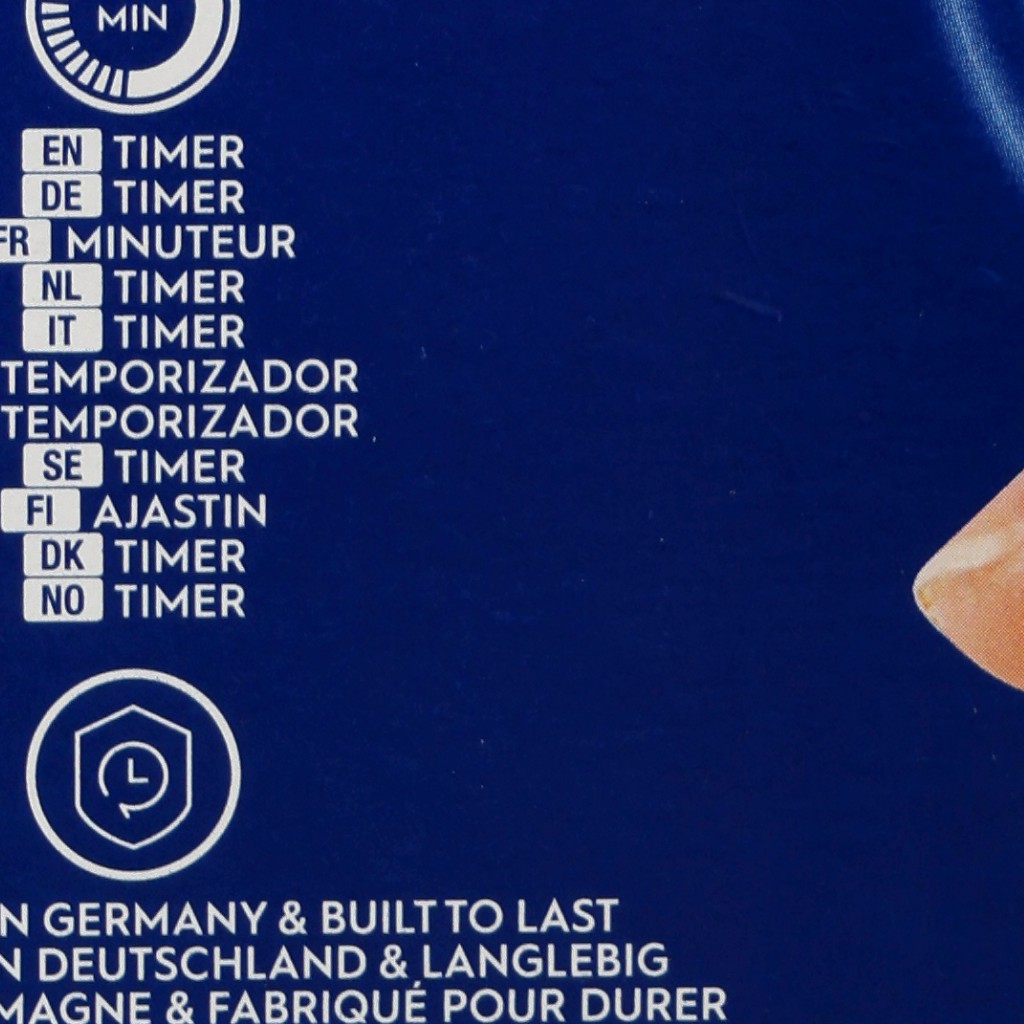 MIN
EN TIMER
DE TIMER
FR MINUTEUR
NL TIMER
IT TIMER
TEMPORIZADOR
TEMPORIZADOR
SE TIMER
FI AJASTIN
DK TIMER
NO TIMER
N GERMANY & BUILT TO LAST
N DEUTSCHLAND & LANGLEBIG
MAGNE & FABRIQUÉ POUR DURER